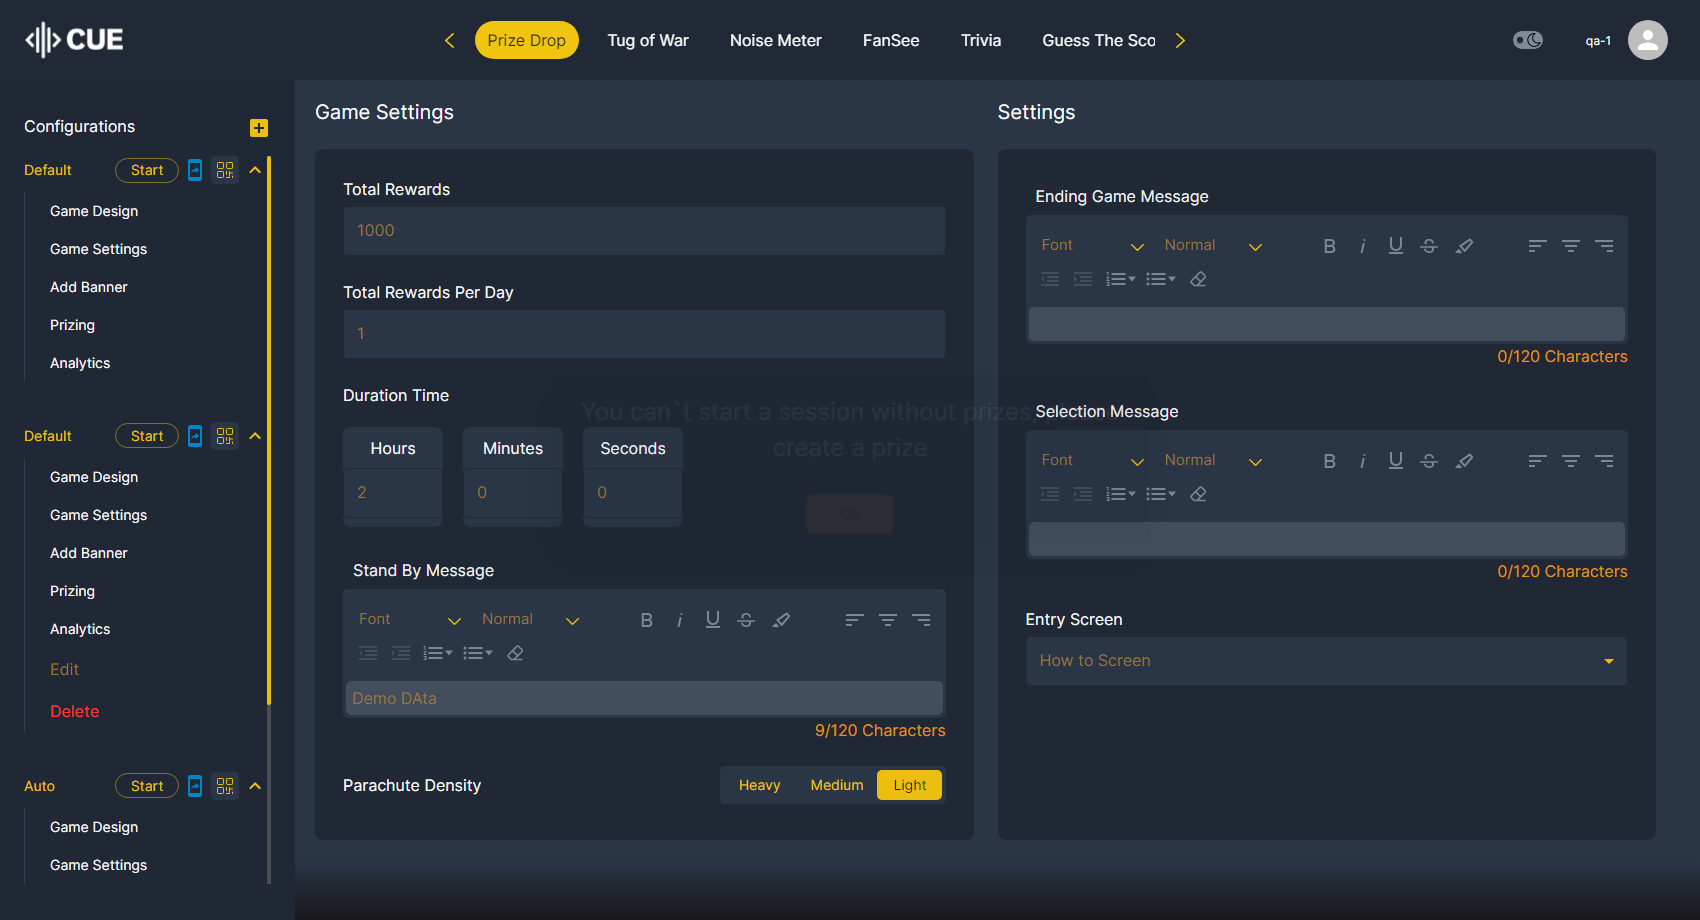 CUE
Prize Drop
Tug of War
Noise Meter
FanSee
Trivia
Guess The Sco
qa-1
Configurations
Default
Start
Game Design
Game Settings
Add Banner
Prizing
Analytics
Default
Start
Game Design
Game Settings
Add Banner
Prizing
Analytics
Edit
Delete
Auto
Start
Game Design
Game Settings
Game Settings
Total Rewards
1000
Total Rewards Per Day
1
Duration Time
Hours
Minutes
Seconds
2
0
0
You can`t start a session without prizes,
create a prize
Ok
Stand By Message
Font
Normal
Demo DAta
9/120 Characters
Parachute Density
Heavy
Medium
Light
Settings
Ending Game Message
Font
Normal
0/120 Characters
Selection Message
Font
Normal
0/120 Characters
Entry Screen
How to Screen